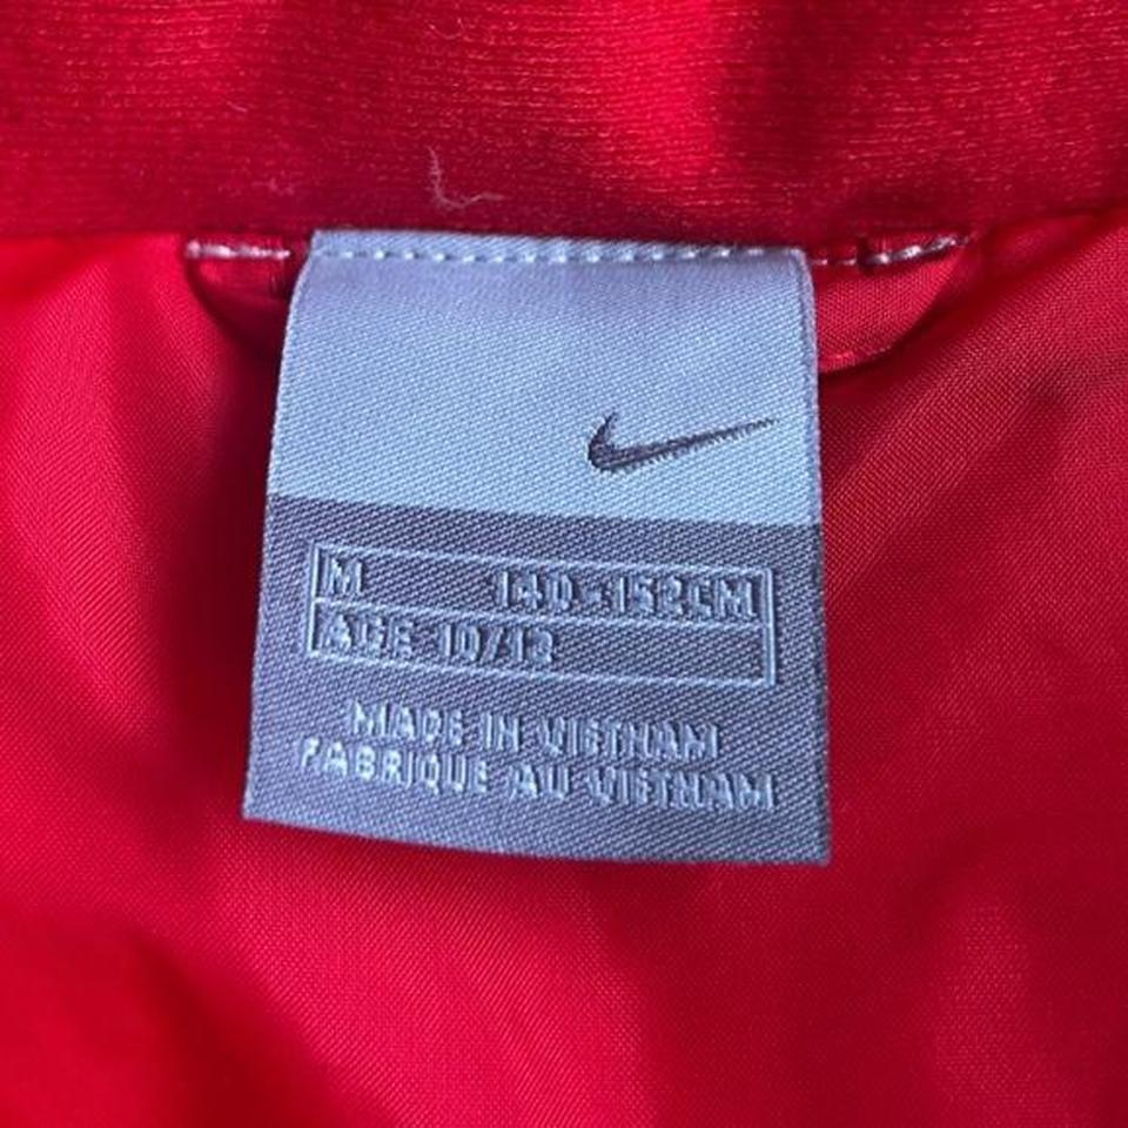 M 140-152CM
AGE 10/12
MADE IN VIETNAM
FABRIQUE AU VIETNAM